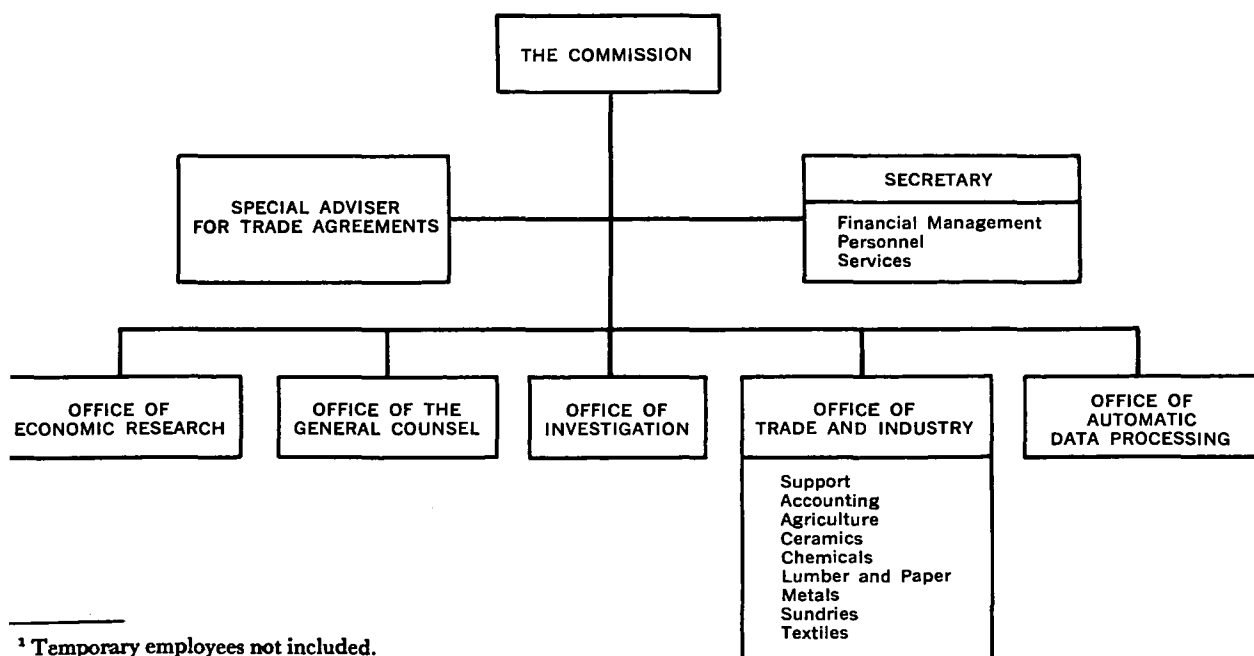 THE COMMISSION
SPECIAL ADVISER
FOR TRADE AGREEMENTS
SECRETARY
Financial Management
Personnel
Services
OFFICE OF
ECONOMIC RESEARCH
OFFICE OF THE
GENERAL COUNSEL
OFFICE OF
INVESTIGATION
OFFICE OF
TRADE AND INDUSTRY
Support
Accounting
Agriculture
Ceramics
Chemicals
Lumber and Paper
Metals
Sundries
Textiles
OFFICE OF
AUTOMATIC
DATA PROCESSING
¹ Temporary employees not included.